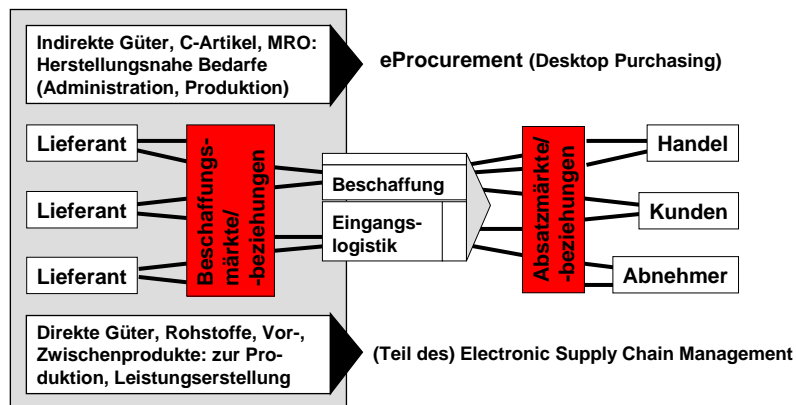 Indirekte Güter, C-Artikel, MRO:
Herstellungsnahe Bedarfe
(Administration, Produktion)
eProcurement (Desktop Purchasing)
Lieferant
Lieferant
Lieferant
Beschaffungs-
märkte/
-beziehungen
Beschaffung
Eingangs-
logistik
Absatzmärkte/
-beziehungen
Handel
Kunden
Abnehmer
Direkte Güter, Rohstoffe, Vor-,
Zwischenprodukte: zur Pro-
duktion, Leistungserstellung
(Teil des) Electronic Supply Chain Management